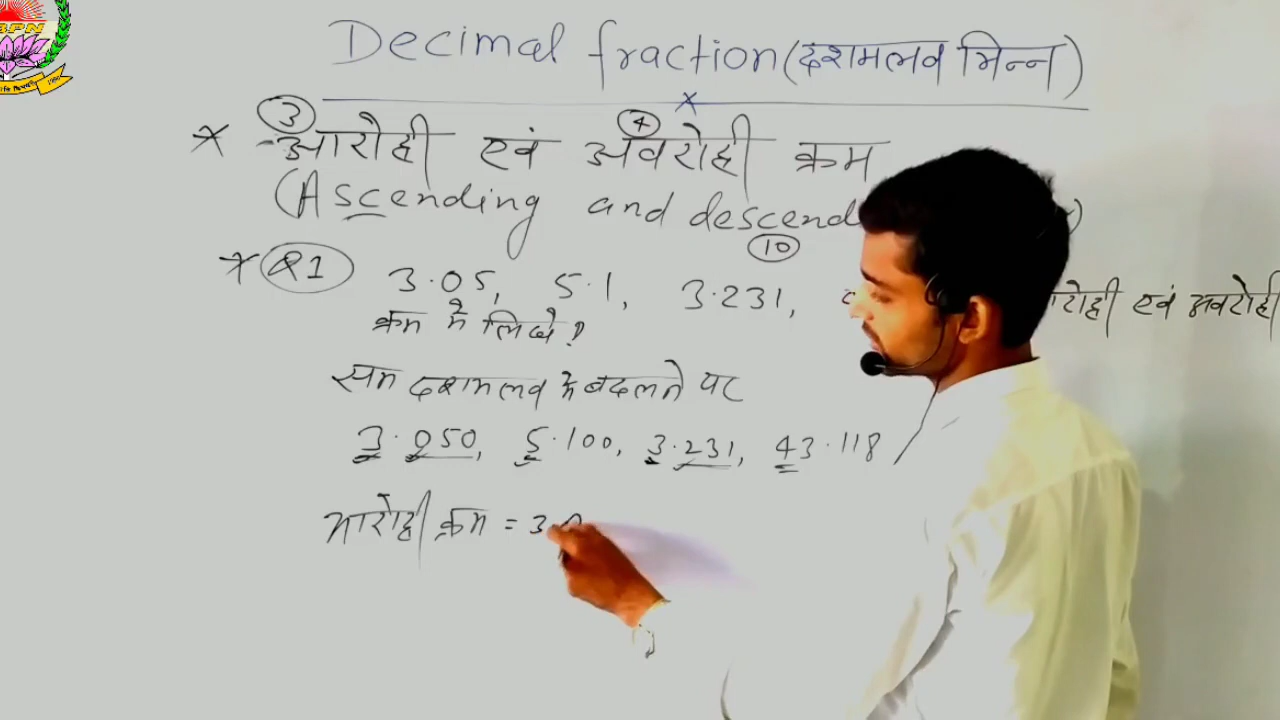 BPN
1990
Decimal fraction (दशमलव भिन्न)
x
3 4
* आरोही एवं अवरोही क्रम
(Ascending and descend )
10
* Q1 3.05, 5.1, 3.231, आरोही एवं अवरोही
क्रम मे लिखे?
सम दशमलव मे बदलने पर
3.050, 5.100, 3.231, 43.118
आरोही क्रम = 3.0